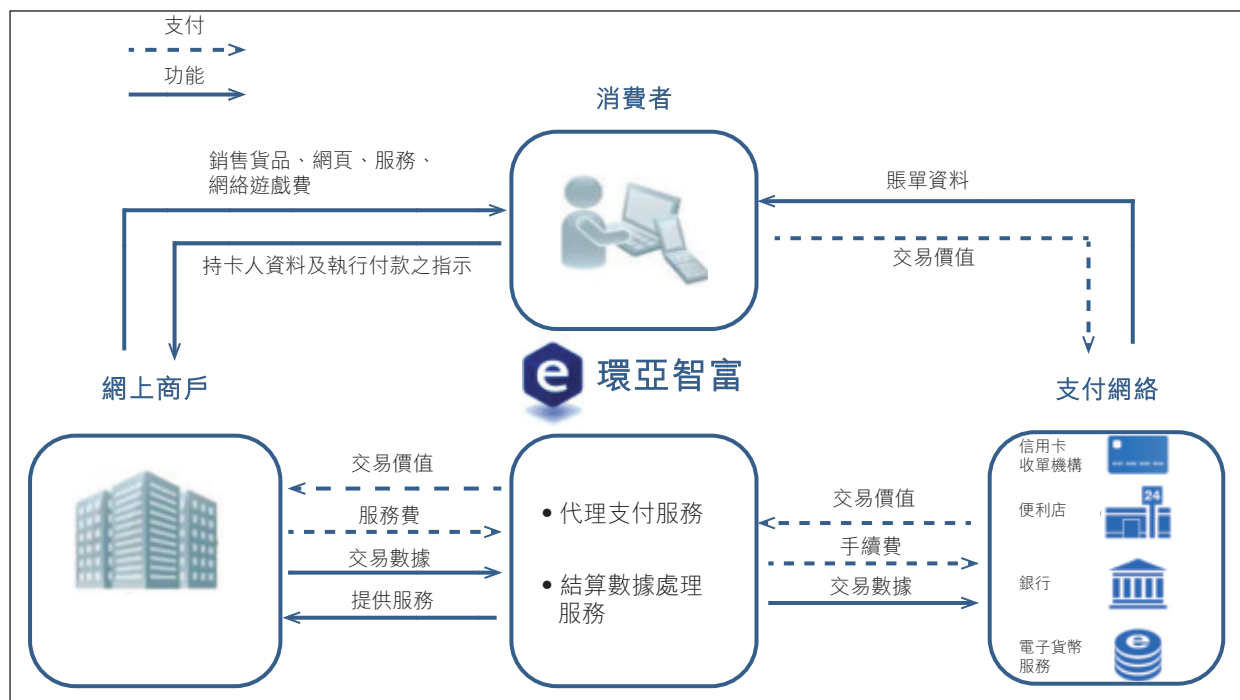 支付
功能
消費者
銷售貨品、網頁、服務、
網絡遊戲費
持卡人資料及執行付款之指示
賬單資料
交易價值
e
環亞智富
網上商戶
支付網絡
交易價值
服務費
交易數據
提供服務
• 代理支付服務
• 結算數據處理
服務
交易價值
手續費
交易數據
信用卡
收單機構
24
便利店
銀行
電子貨幣
服務
e